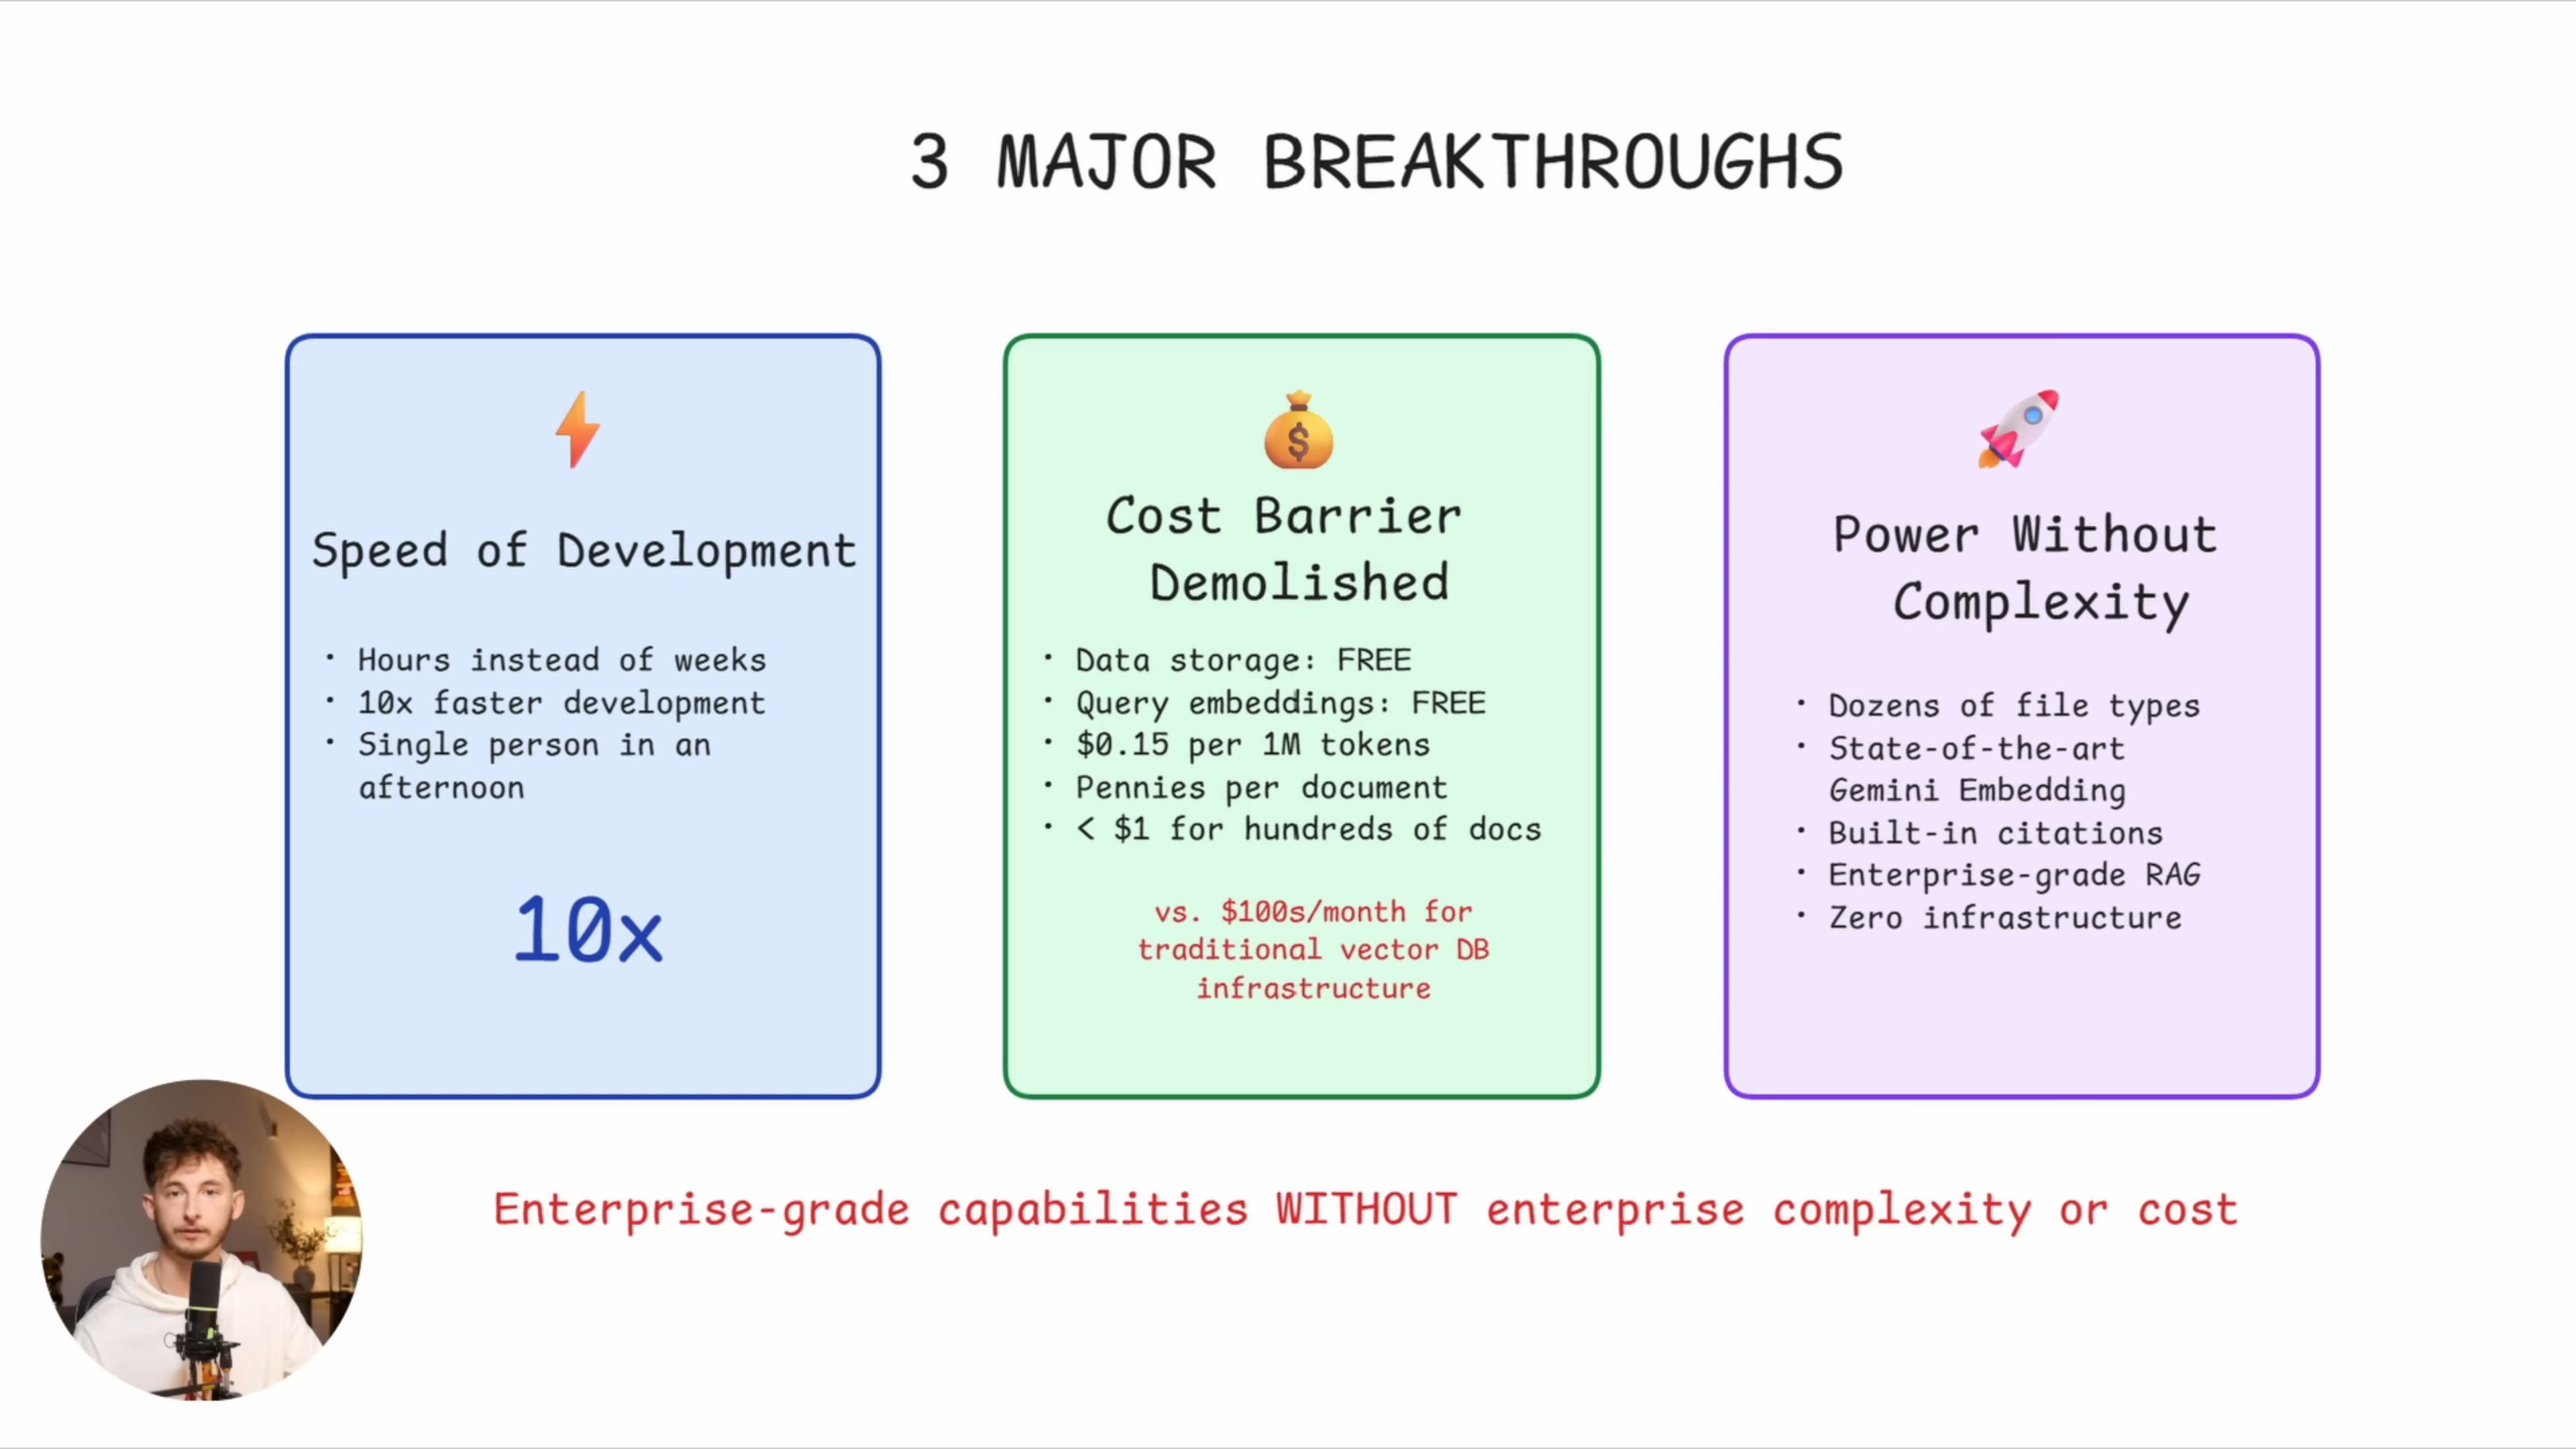 3 MAJOR BREAKTHROUGHS
Speed of Development
· Hours instead of weeks
· 10x faster development
· Single person in an
afternoon
10x
$
Cost Barrier
Demolished
· Data storage: FREE
· Query embeddings: FREE
· $0.15 per 1M tokens
· Pennies per document
· < $1 for hundreds of docs
vs. $100s/month for
traditional vector DB
infrastructure
Power Without
Complexity
· Dozens of file types
· State-of-the-art
Gemini Embedding
· Built-in citations
· Enterprise-grade RAG
· Zero infrastructure
Enterprise-grade capabilities WITHOUT enterprise complexity or cost